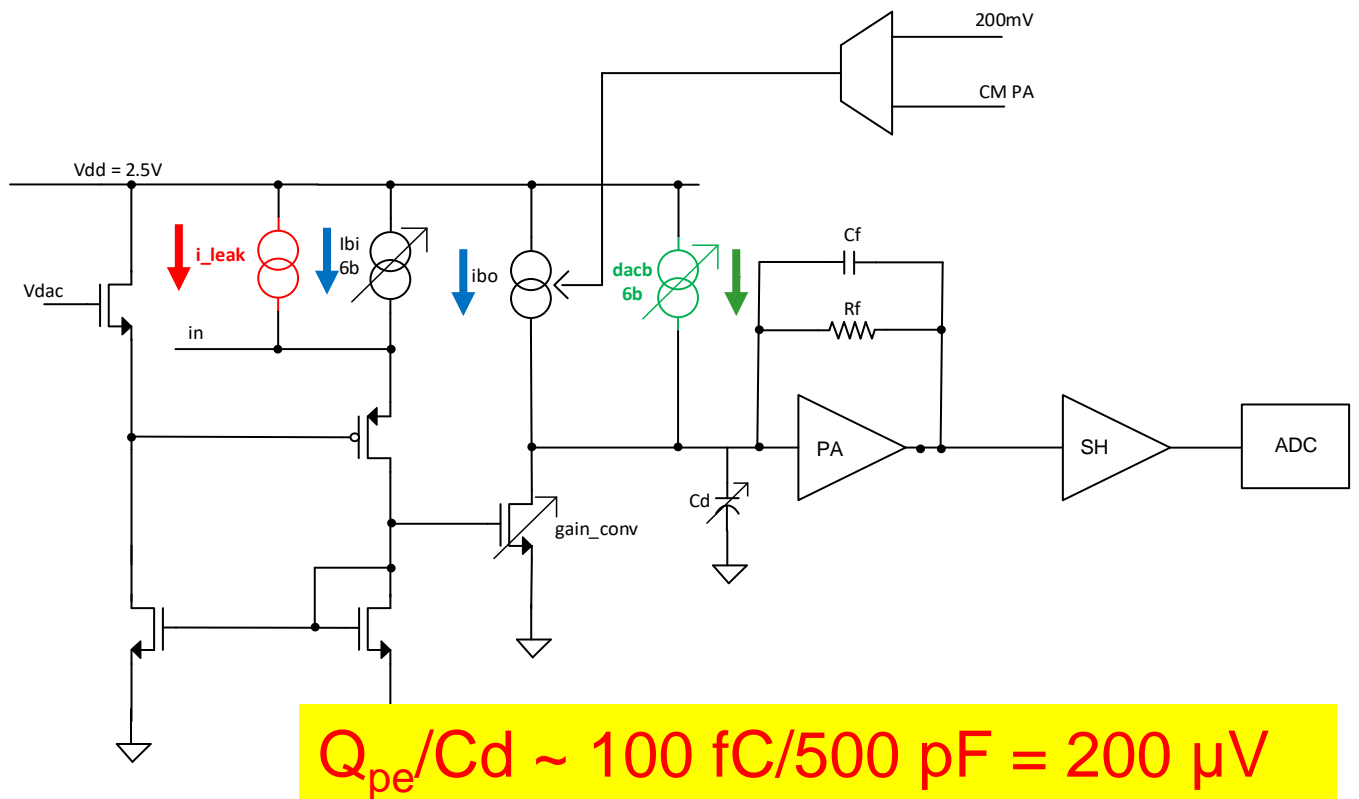 200mV
CM PA
Vdd = 2.5V
i_leak
Ibi
6b
ibo
dacb
6b
Cf
Rf
Vdac
in
PA
SH
ADC
Cd
gain_conv
Qpe/Cd ~ 100 fC/500 pF = 200 µV